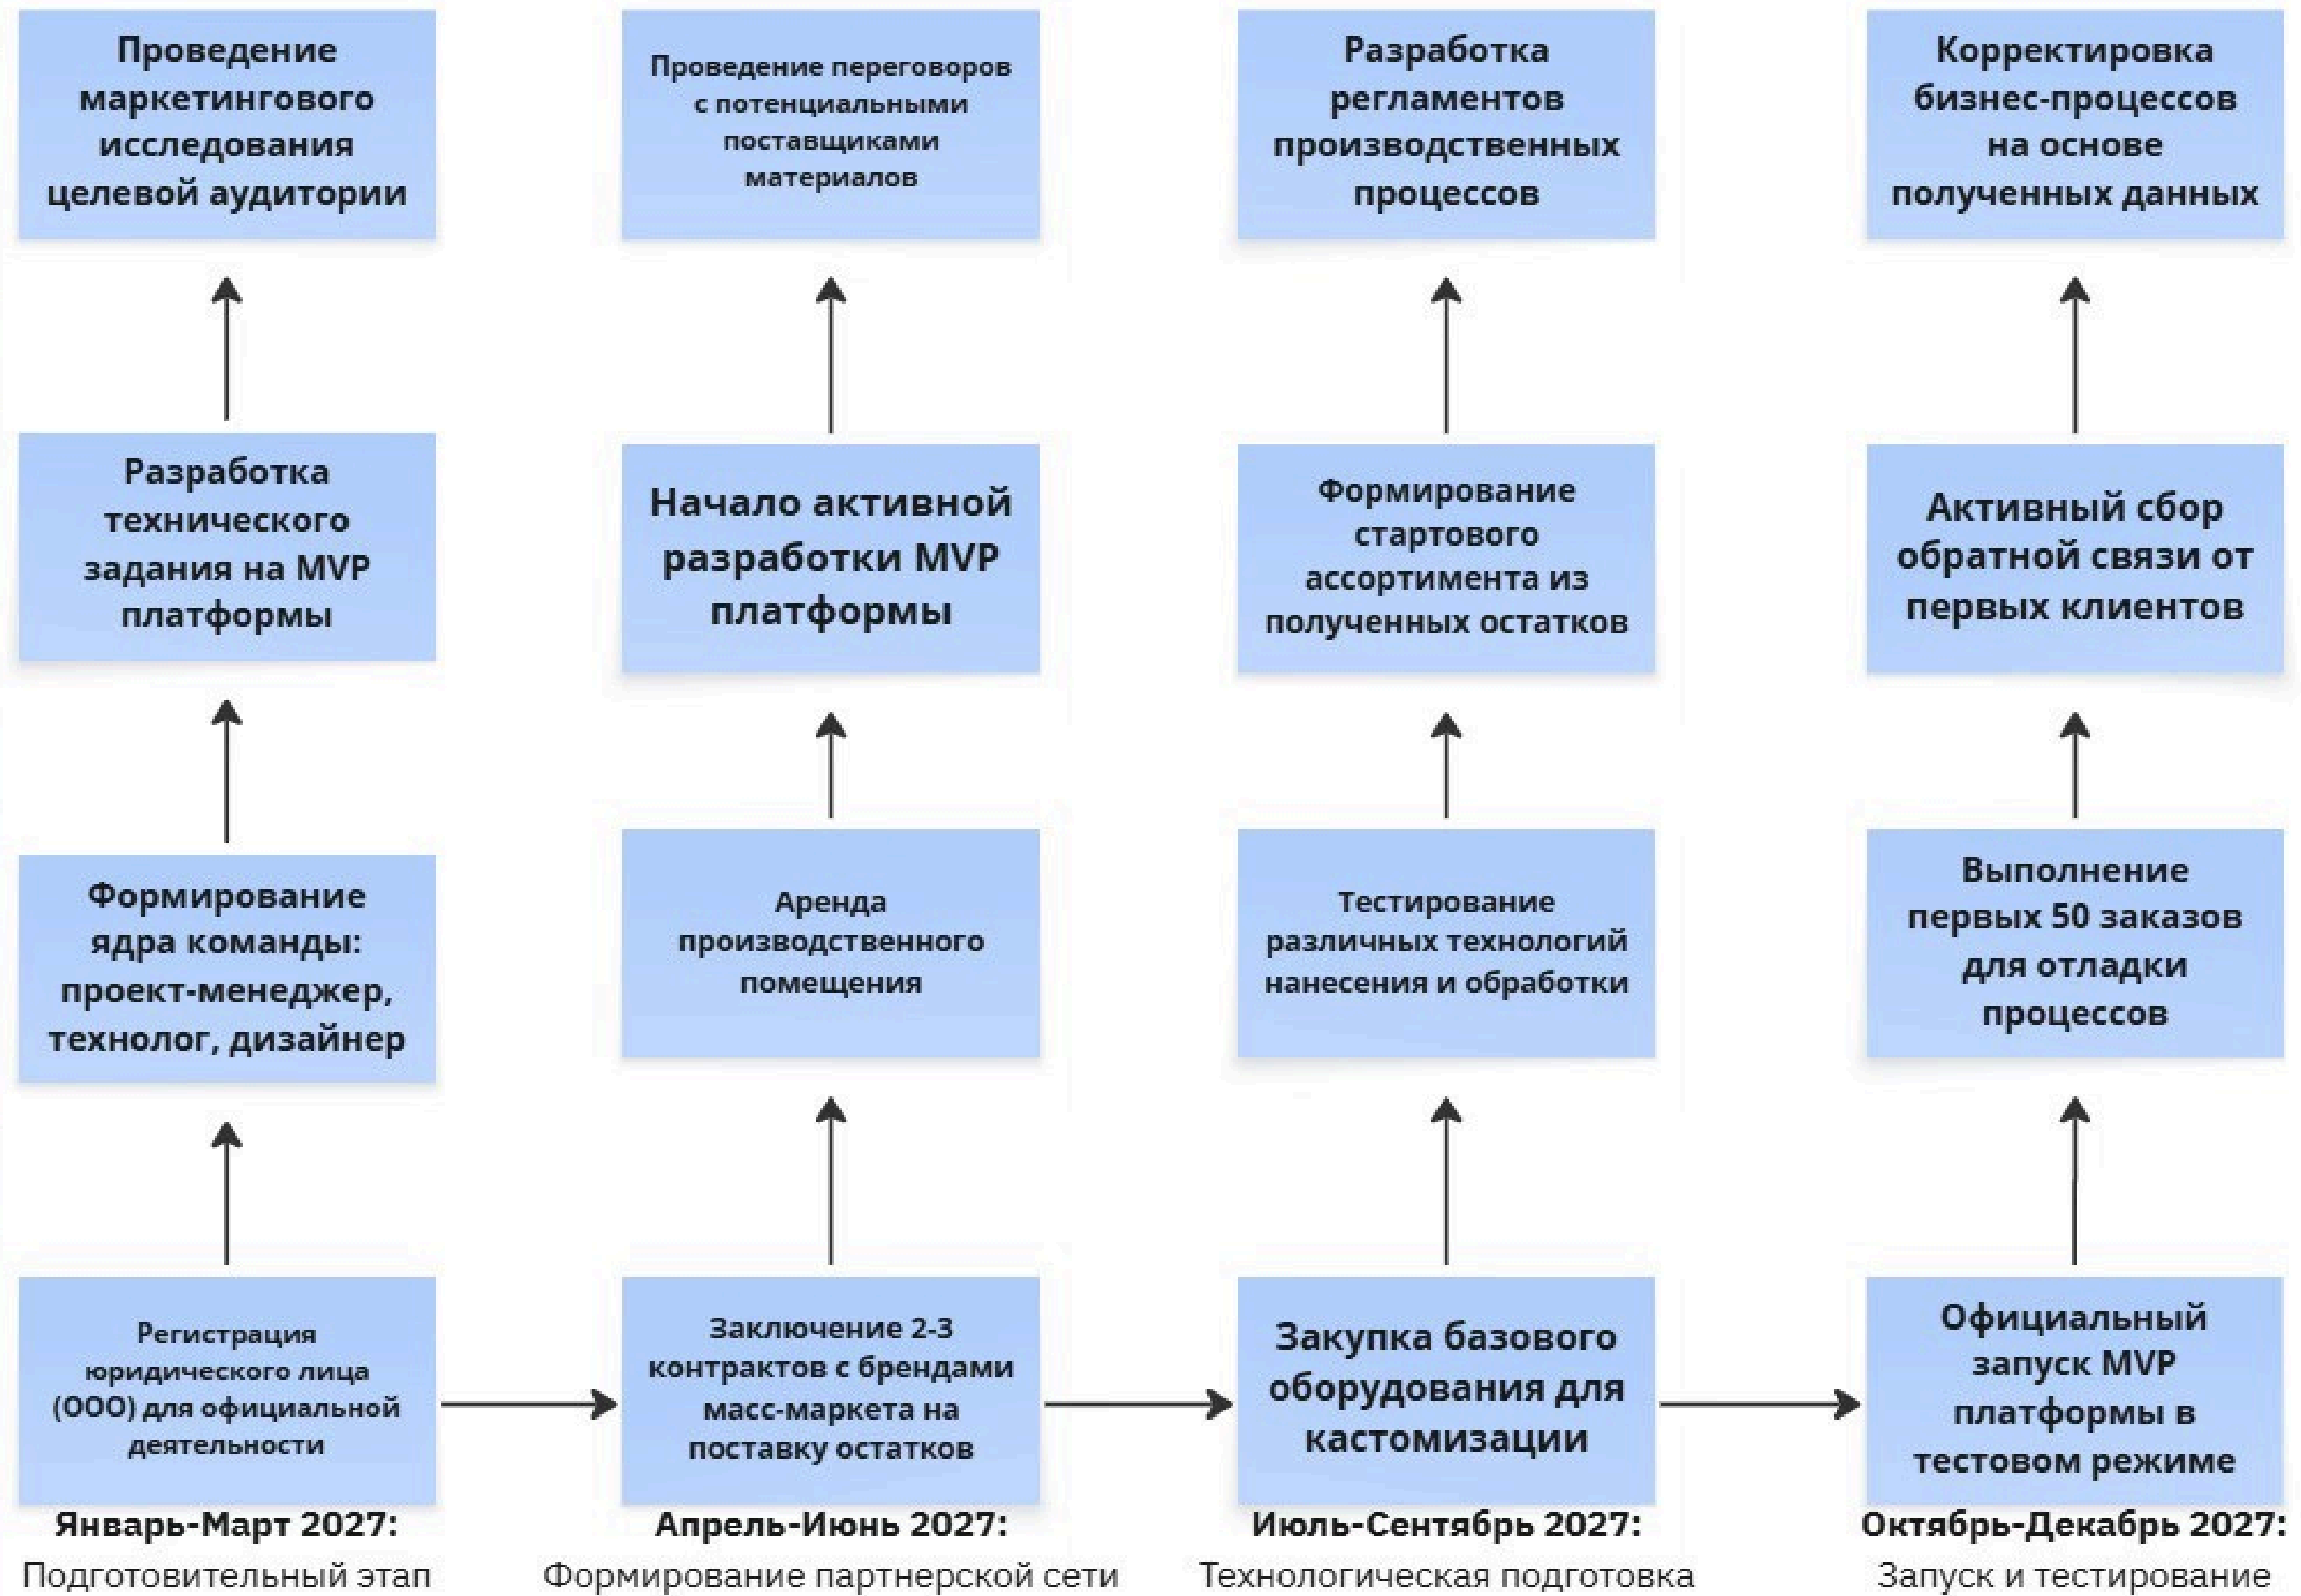 Проведение
маркетингового
исследования
целевой аудитории
Проведение переговоров
с потенциальными
поставщиками
материалов
Разработка
регламентов
производственных
процессов
Корректировка
бизнес-процессов
на основе
полученных данных
Разработка
технического
задания на MVP
платформы
Начало активной
разработки MVP
платформы
Формирование
стартового
ассортимента из
полученных остатков
Активный сбор
обратной связи от
первых клиентов
Формирование
ядра команды:
проект-менеджер,
технолог, дизайнер
Аренда
производственного
помещения
Тестирование
различных технологий
нанесения и обработки
Выполнение
первых 50 заказов
для отладки
процессов
Регистрация
юридического лица
(ООО) для официальной
деятельности
Заключение 2-3
контрактов с брендами
масс-маркета на
поставку остатков
Закупка базового
оборудования для
кастомизации
Официальный
запуск MVP
платформы в
тестовом режиме
Январь-Март 2027:
Подготовительный этап
Апрель-Июнь 2027:
Формирование партнерской сети
Июль-Сентябрь 2027:
Технологическая подготовка
Октябрь-Декабрь 2027:
Запуск и тестирование